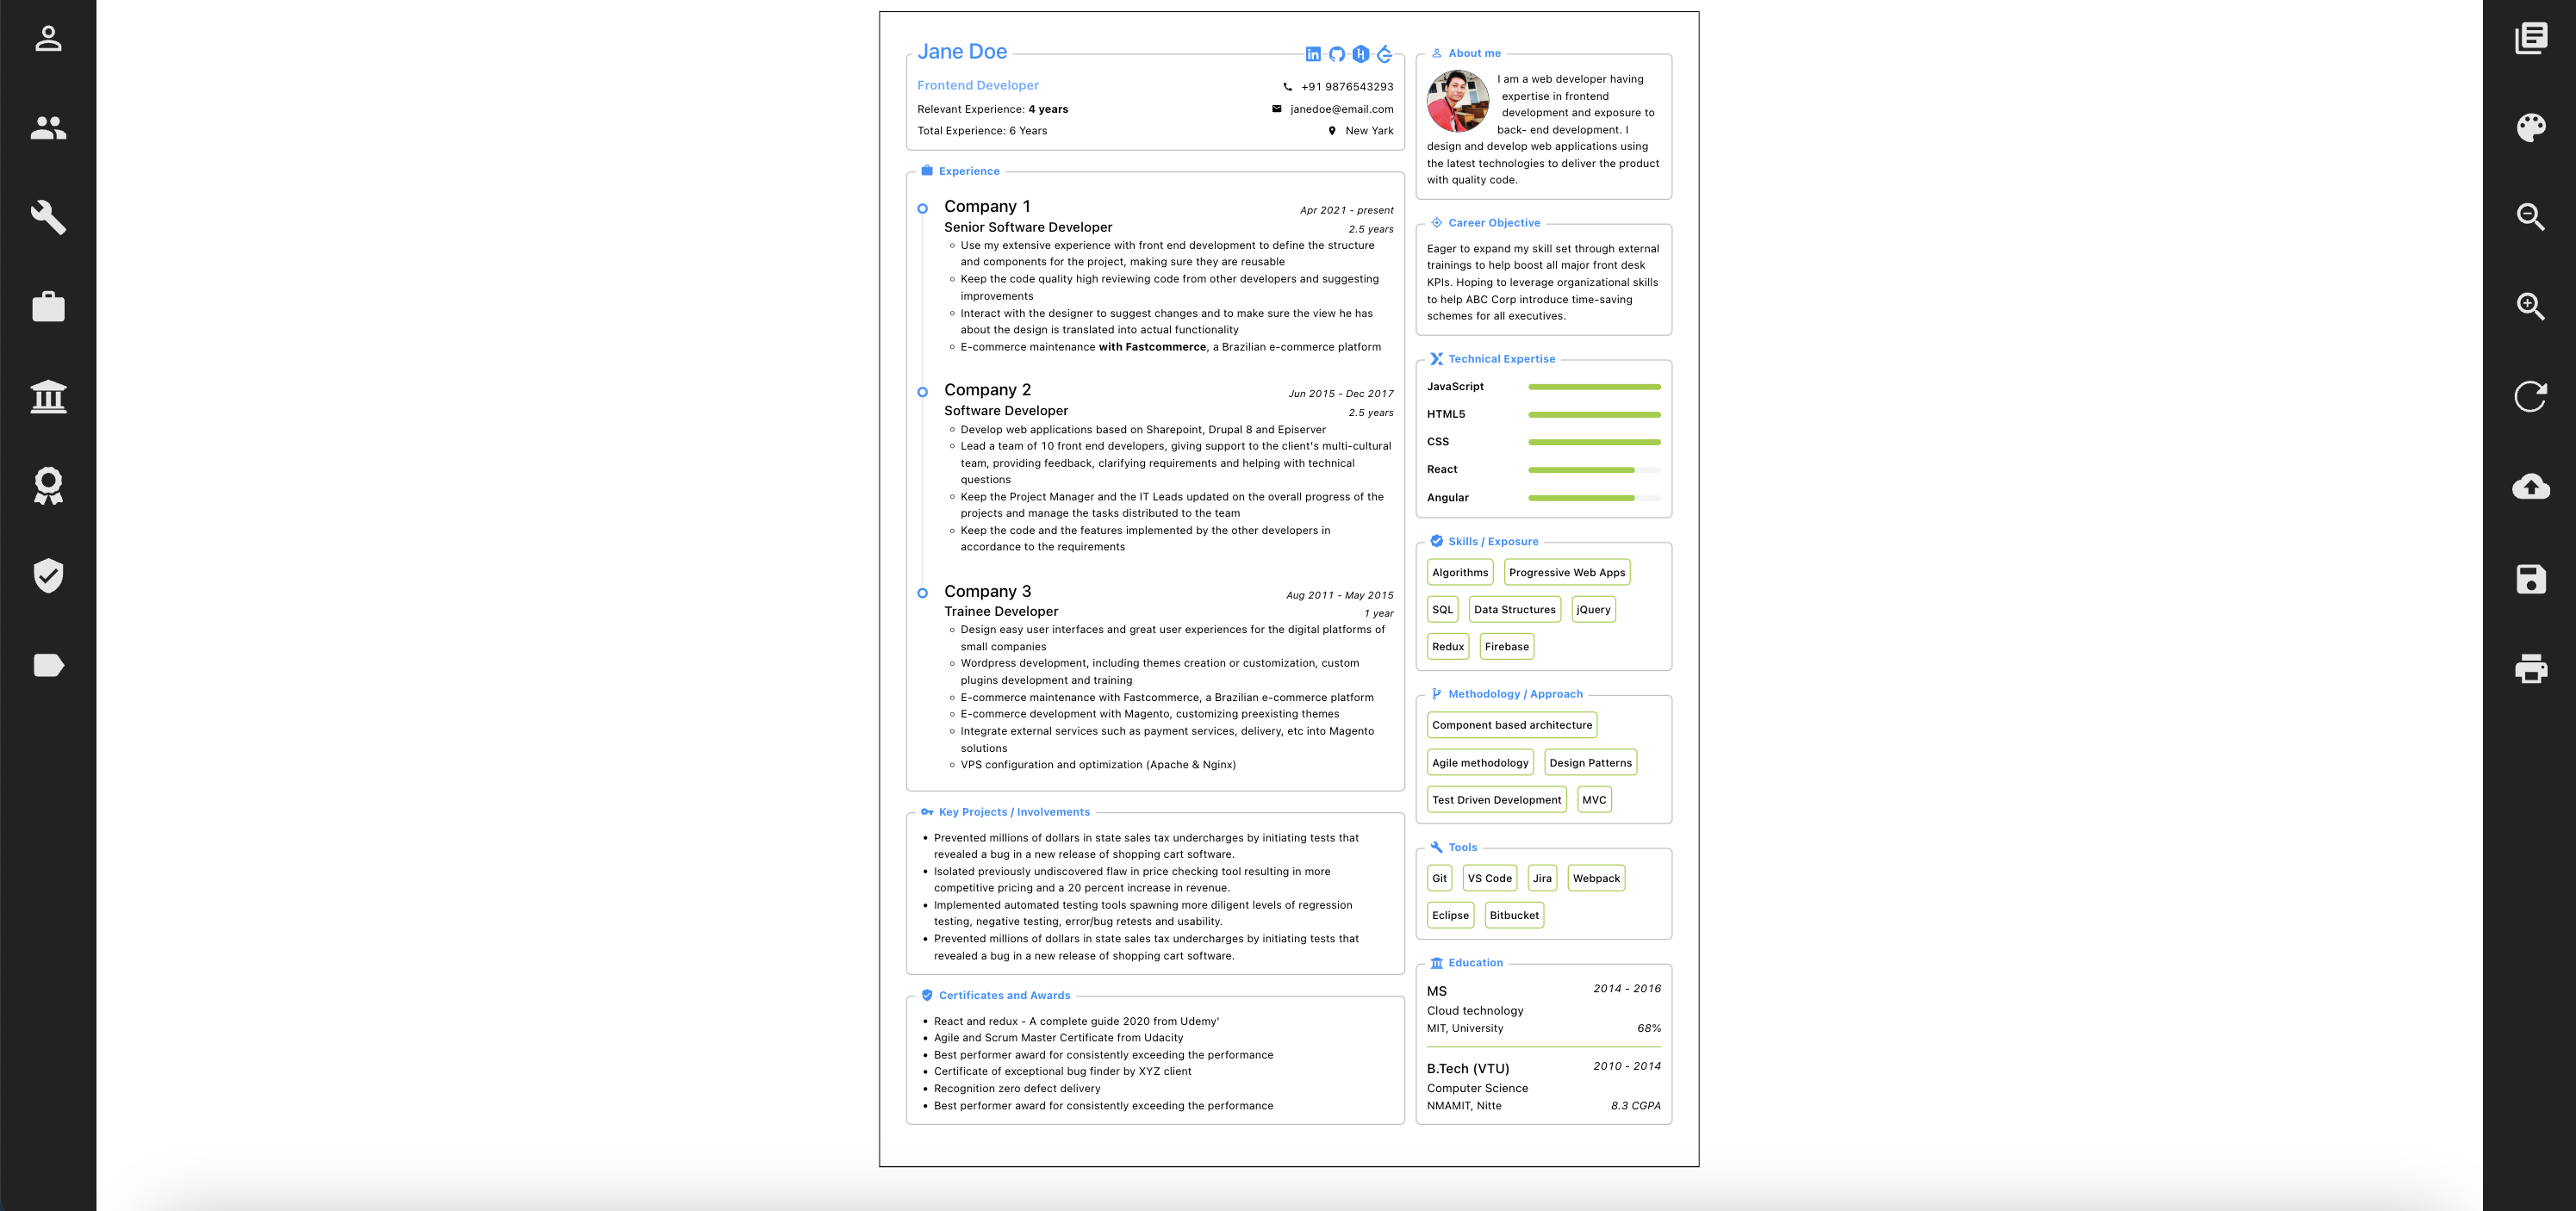 Jane Doe
Frontend Developer
Relevant Experience: 4 years
Total Experience: 6 Years
+91 9876543293
janedoe@email.com
New Yark
Experience
Company 1
Apr 2021 - present
Senior Software Developer
2.5 years
Use my extensive experience with front end development to define the structure
and components for the project, making sure they are reusable
Keep the code quality high reviewing code from other developers and suggesting
improvements
Interact with the designer to suggest changes and to make sure the view he has
about the design is translated into actual functionality
E-commerce maintenance with Fastcommerce, a Brazilian e-commerce platform
Company 2
Jun 2015 - Dec 2017
Software Developer
2.5 years
Develop web applications based on Sharepoint, Drupal 8 and Episerver
Lead a team of 10 front end developers, giving support to the client's multi-cultural
team, providing feedback, clarifying requirements and helping with technical
questions
Keep the Project Manager and the IT Leads updated on the overall progress of the
projects and manage the tasks distributed to the team
Keep the code and the features implemented by the other developers in
accordance to the requirements
Company 3
Aug 2011 - May 2015
Trainee Developer
1 year
Design easy user interfaces and great user experiences for the digital platforms of
small companies
Wordpress development, including themes creation or customization, custom
plugins development and training
E-commerce maintenance with Fastcommerce, a Brazilian e-commerce platform
E-commerce development with Magento, customizing preexisting themes
Integrate external services such as payment services, delivery, etc into Magento
solutions
VPS configuration and optimization (Apache & Nginx)
Key Projects / Involvements
Prevented millions of dollars in state sales tax undercharges by initiating tests that
revealed a bug in a new release of shopping cart software.
Isolated previously undiscovered flaw in price checking tool resulting in more
competitive pricing and a 20 percent increase in revenue.
Implemented automated testing tools spawning more diligent levels of regression
testing, negative testing, error/bug retests and usability.
Prevented millions of dollars in state sales tax undercharges by initiating tests that
revealed a bug in a new release of shopping cart software.
Certificates and Awards
React and redux - A complete guide 2020 from Udemy'
Agile and Scrum Master Certificate from Udacity
Best performer award for consistently exceeding the performance
Certificate of exceptional bug finder by XYZ client
Recognition zero defect delivery
Best performer award for consistently exceeding the performance
About me
I am a web developer having
expertise in frontend
development and exposure to
back- end development. I
design and develop web applications using
the latest technologies to deliver the product
with quality code.
Career Objective
Eager to expand my skill set through external
trainings to help boost all major front desk
KPIs. Hoping to leverage organizational skills
to help ABC Corp introduce time-saving
schemes for all executives.
Technical Expertise
JavaScript
HTML5
CSS
React
Angular
Skills / Exposure
Algorithms Progressive Web Apps
SQL Data Structures jQuery
Redux Firebase
Methodology / Approach
Component based architecture
Agile methodology Design Patterns
Test Driven Development MVC
Tools
Git VS Code Jira Webpack
Eclipse Bitbucket
Education
MS 2014 - 2016
Cloud technology
MIT, University 68%
B.Tech (VTU) 2010 - 2014
Computer Science
NMAMIT, Nitte 8.3 CGPA